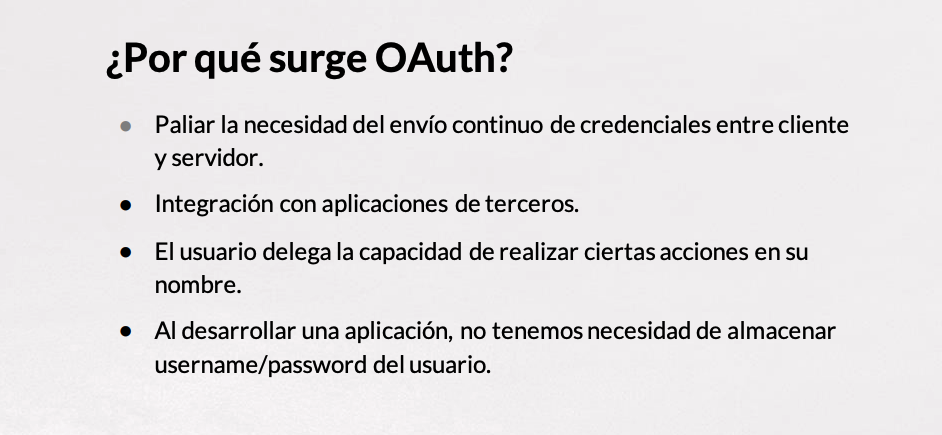 ¿Por qué surge OAuth?
● Paliar la necesidad del envío continuo de credenciales entre cliente
y servidor.
● Integración con aplicaciones de terceros.
● El usuario delega la capacidad de realizar ciertas acciones en su
nombre.
● Al desarrollar una aplicación, no tenemos necesidad de almacenar
username/password del usuario.